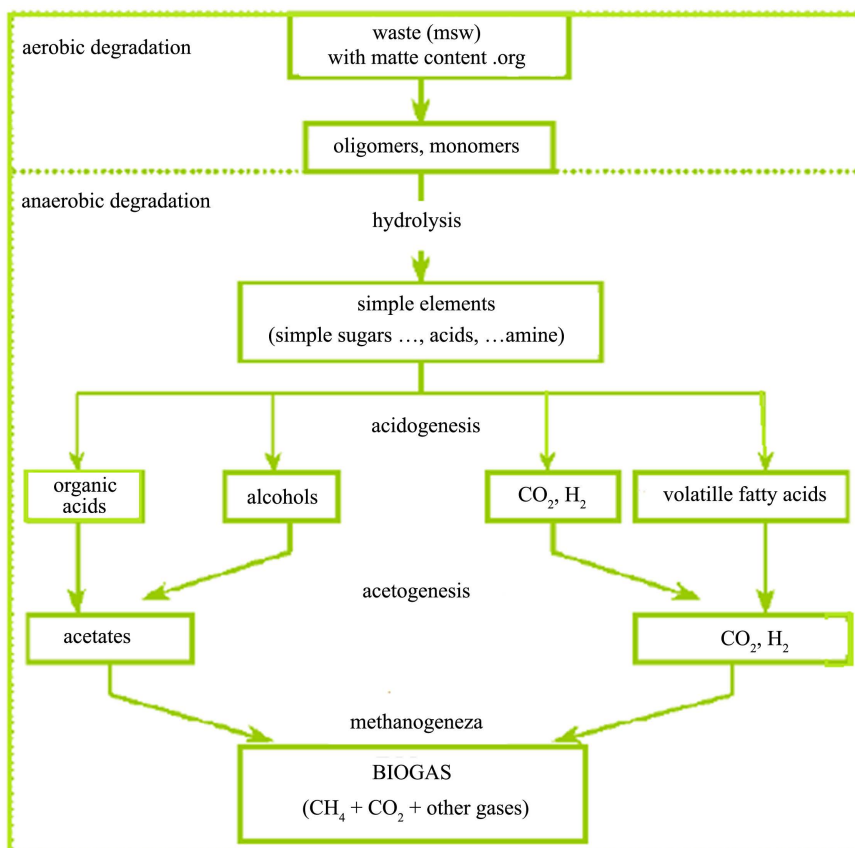 aerobic degradation
waste (msw)
with matte content .org
oligomers, monomers
anaerobic degradation
hydrolysis
simple elements
(simple sugars …, acids, …amine)
acidogenesis
organic
acids
alcohols
CO₂, H₂
volatille fatty acids
acetogenesis
acetates
CO₂, H₂
methanogeneza
BIOGAS
(CH₄ + CO₂ + other gases)